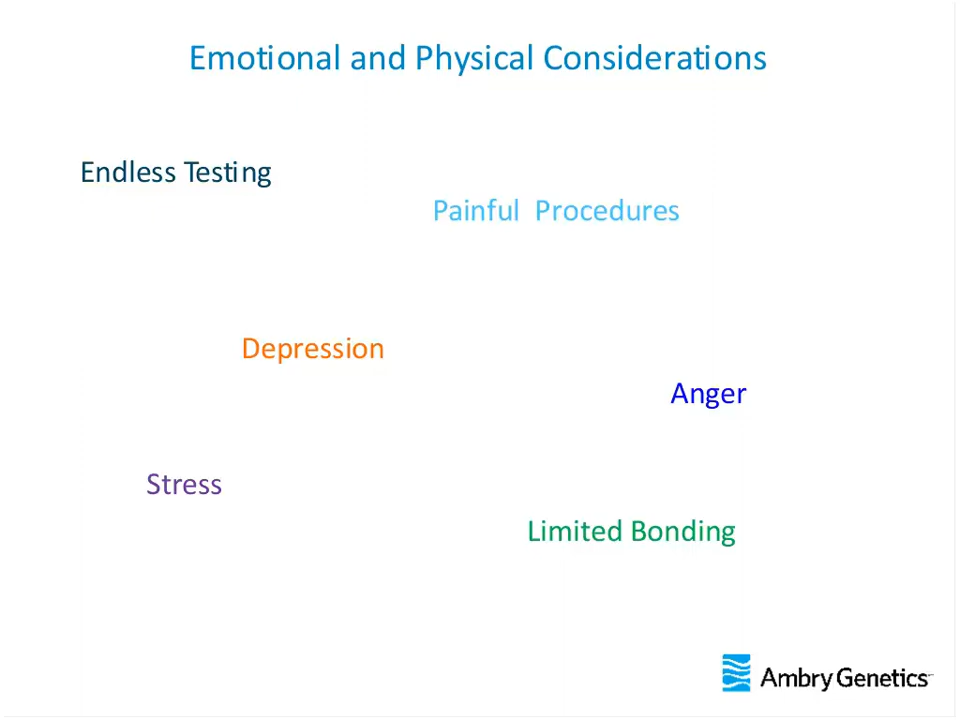 Emotional and Physical Considerations
Endless Testing
Painful Procedures
Depression
Anger
Stress
Limited Bonding
Ambry Genetics